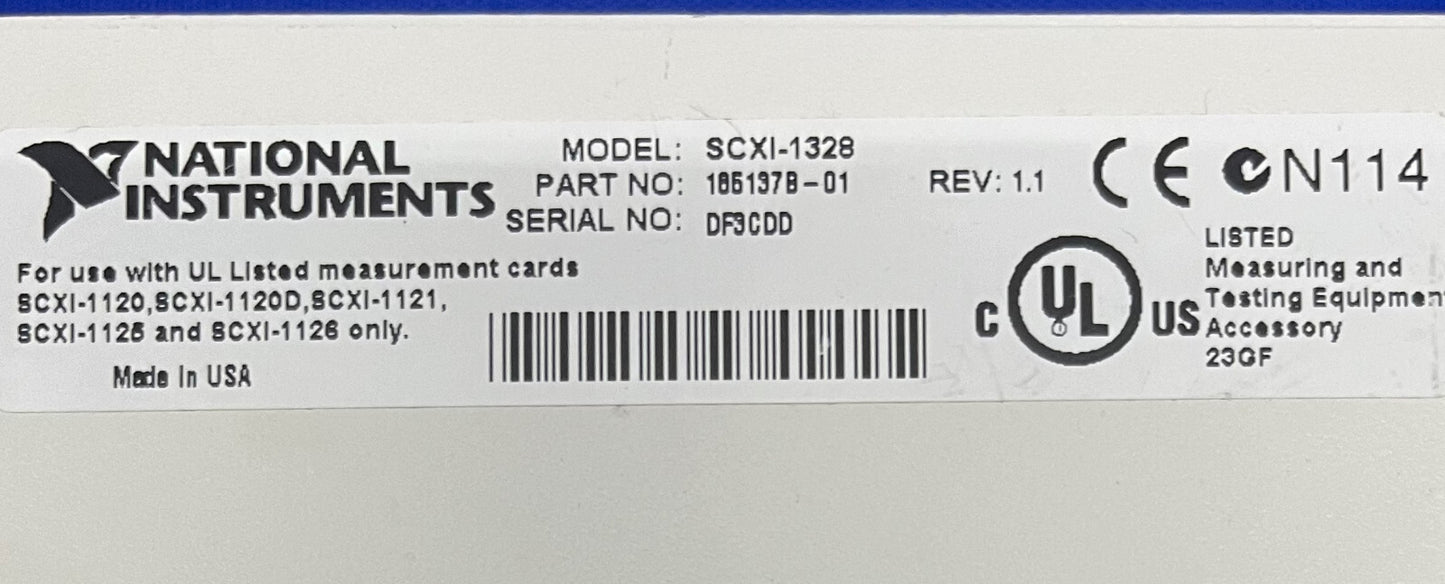 NATIONAL
INSTRUMENTS
MODEL: SCXI-1328
PART NO: 185137B-01
SERIAL NO: DF3CDD
REV: 1.1
CE N114
For use with UL Listed measurement cards
SCXI-1120,SCXI-1120D,SCXI-1121,
SCXI-1125 and SCXI-1126 only.
Made In USA
C UL US
LISTED
Measuring and
Testing Equipment
Accessory
23GF